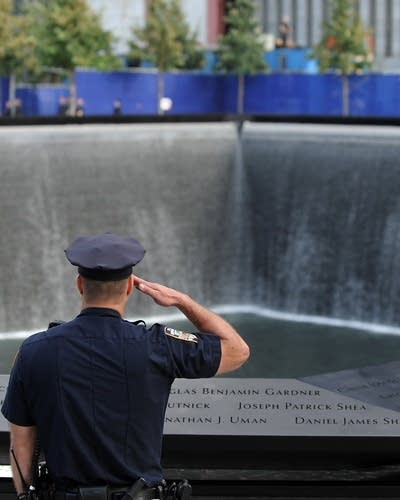 GLAS BENJAMIN GARDNER
UTNICK JOSEPH PATRICK SHEA
NATHAN J. UMAN DANIEL JAMES SH